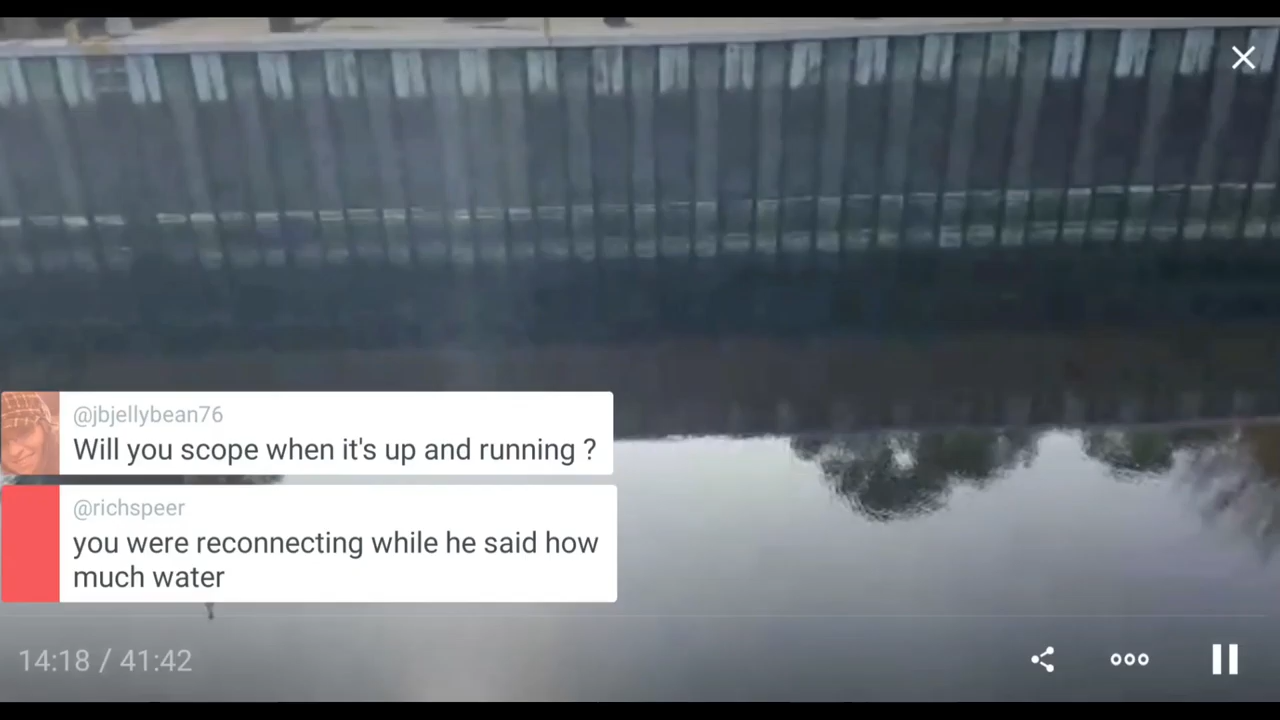 @jbjellybean76
Will you scope when it's up and running ?
@richspeer
you were reconnecting while he said how
much water
14:18 / 41:42